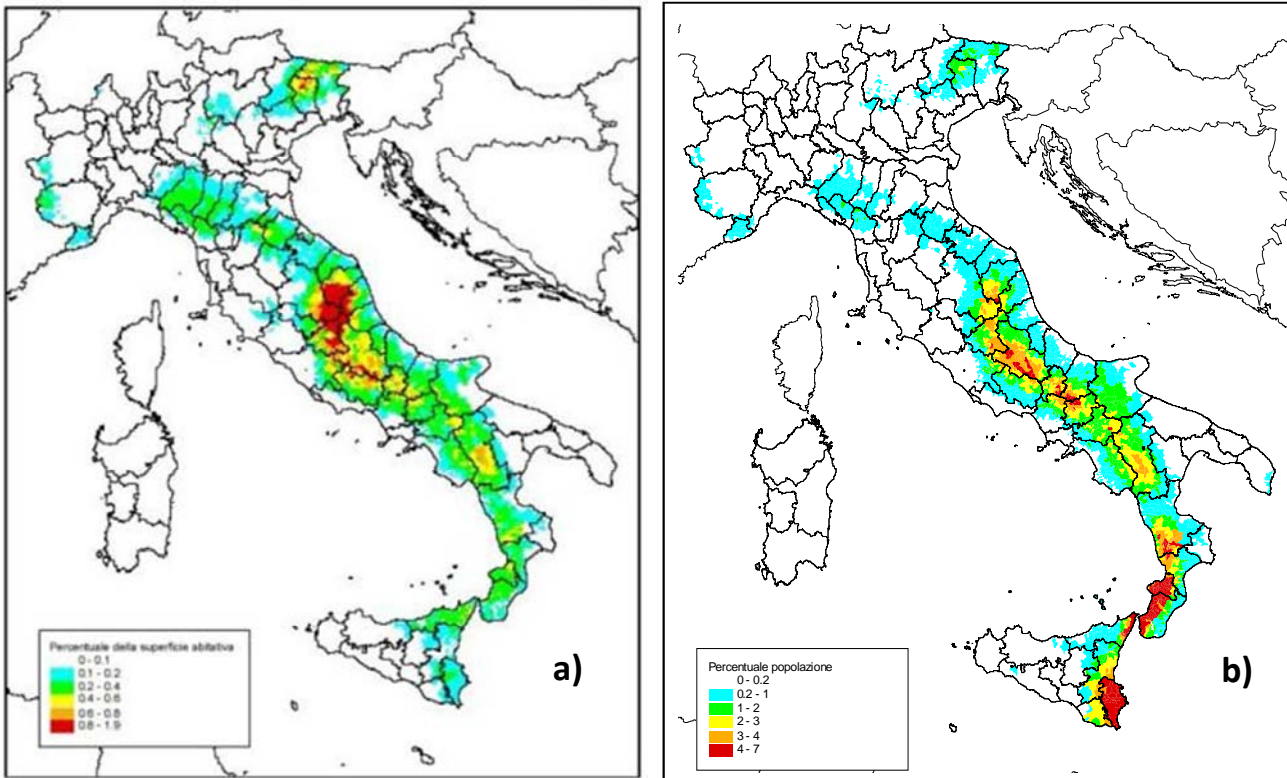 Percentuale della superficie abitativa
0 - 0.1
0.1 - 0.2
0.2 - 0.4
0.4 - 0.6
0.6 - 0.8
0.8 - 1.9
a)
Percentuale popolazione
0 - 0.2
0.2 - 1
1 - 2
2 - 3
3 - 4
4 - 7
b)